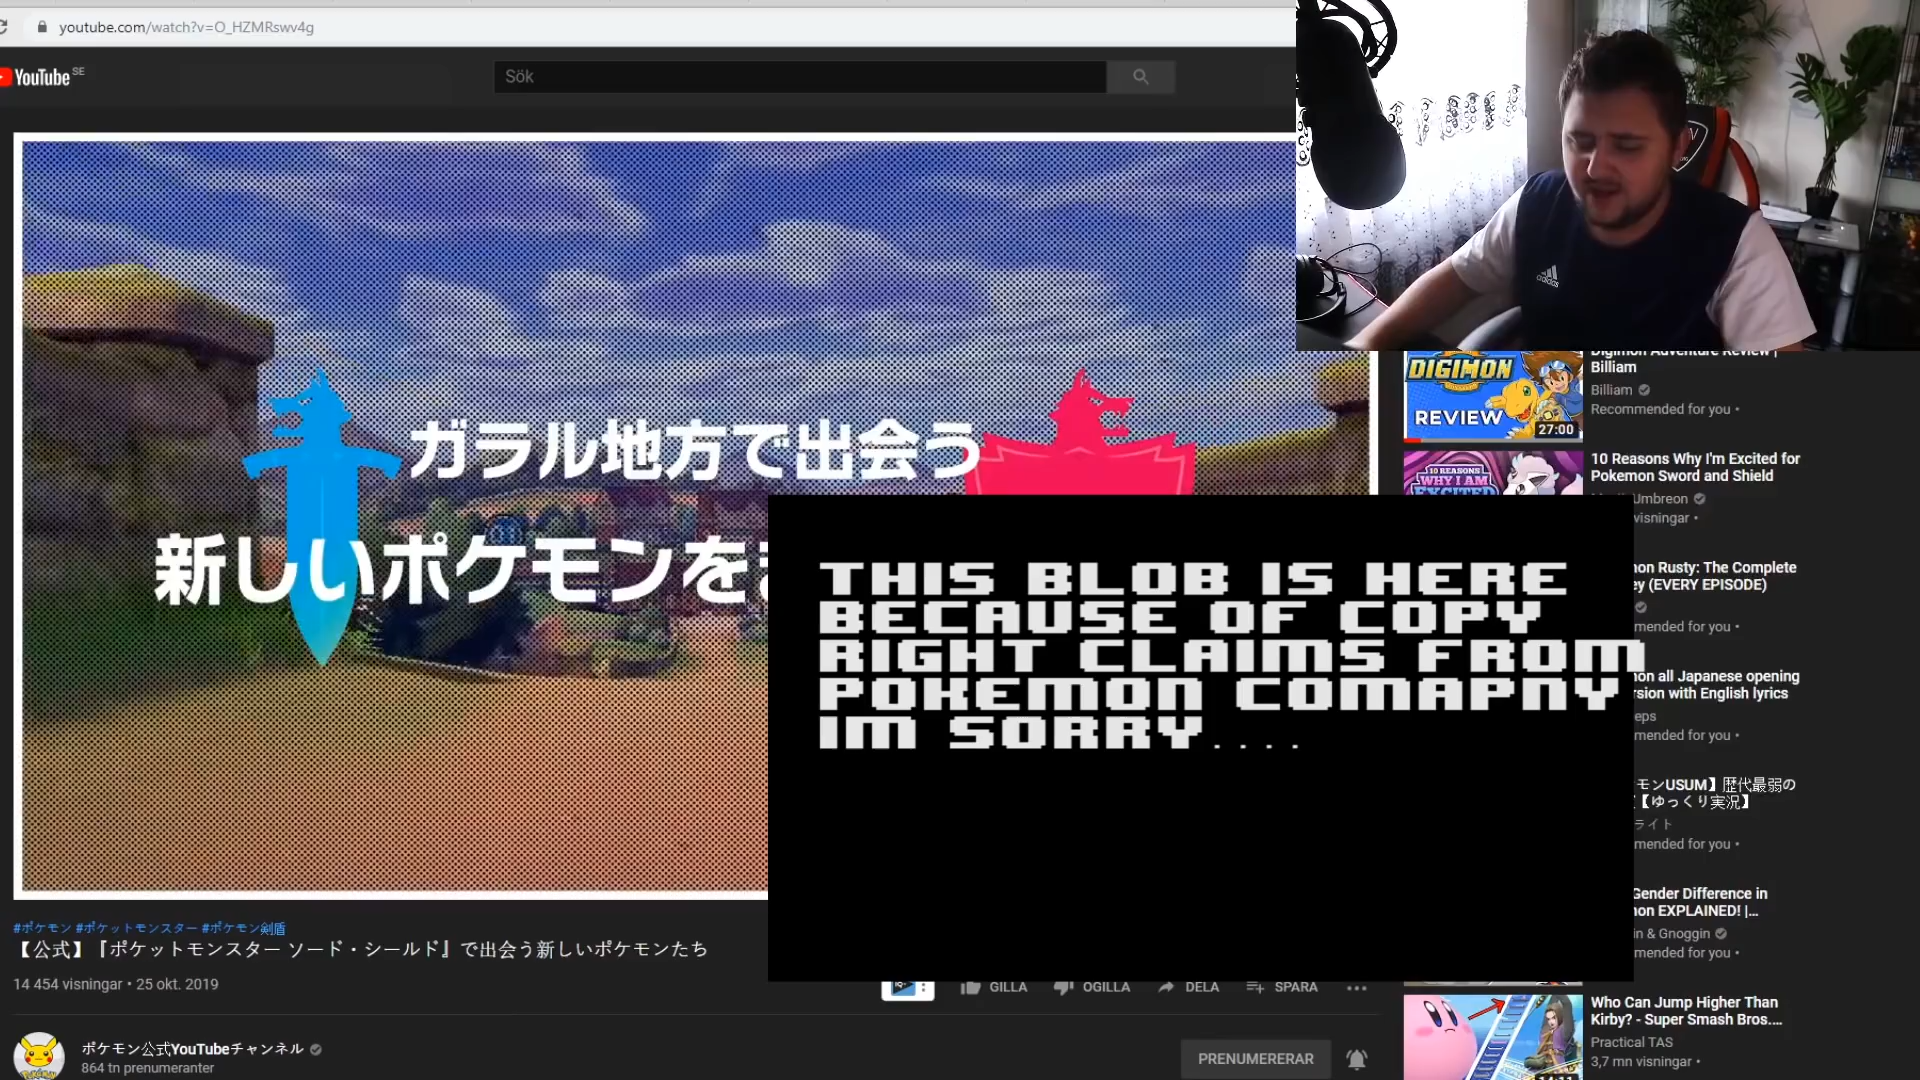 youtube.com/watch?v=O_HZMRswv4g
YouTube SE
Sök
ガラル地方で出会う
新しいポケモンを
THIS BLOB IS HERE
BECAUSE OF COPY
RIGHT CLAIMS FROM
POKEMON COMAPNY
IM SORRY....
adidas
#ポケモン #ポケットモンスター #ポケモン剣盾
【公式】『ポケットモンスター ソード・シールド』で出会う新しいポケモンたち
14 454 visningar • 25 okt. 2019
GILLA
OGILLA
DELA
SPARA
ポケモン公式YouTubeチャンネル
864 tn prenumeranter
PRENUMERERAR
DIGIMON
REVIEW
27:00
Digimon Adventure Review |
Billiam
Billiam
Recommended for you •
10 REASONS
WHY I AM
EXCITED
10 Reasons Why I'm Excited for
Pokemon Sword and Shield
Umbreon
visningar •
mon Rusty: The Complete
ey (EVERY EPISODE)
mended for you •
mon all Japanese opening
rsion with English lyrics
eps
mended for you •
モンUSUM】歴代最弱の
【ゆっくり実況】
ライト
mended for you •
Gender Difference in
mon EXPLAINED! |...
in & Gnoggin
mended for you •
Who Can Jump Higher Than
Kirby? - Super Smash Bros....
Practical TAS
3,7 mn visningar •
14:11